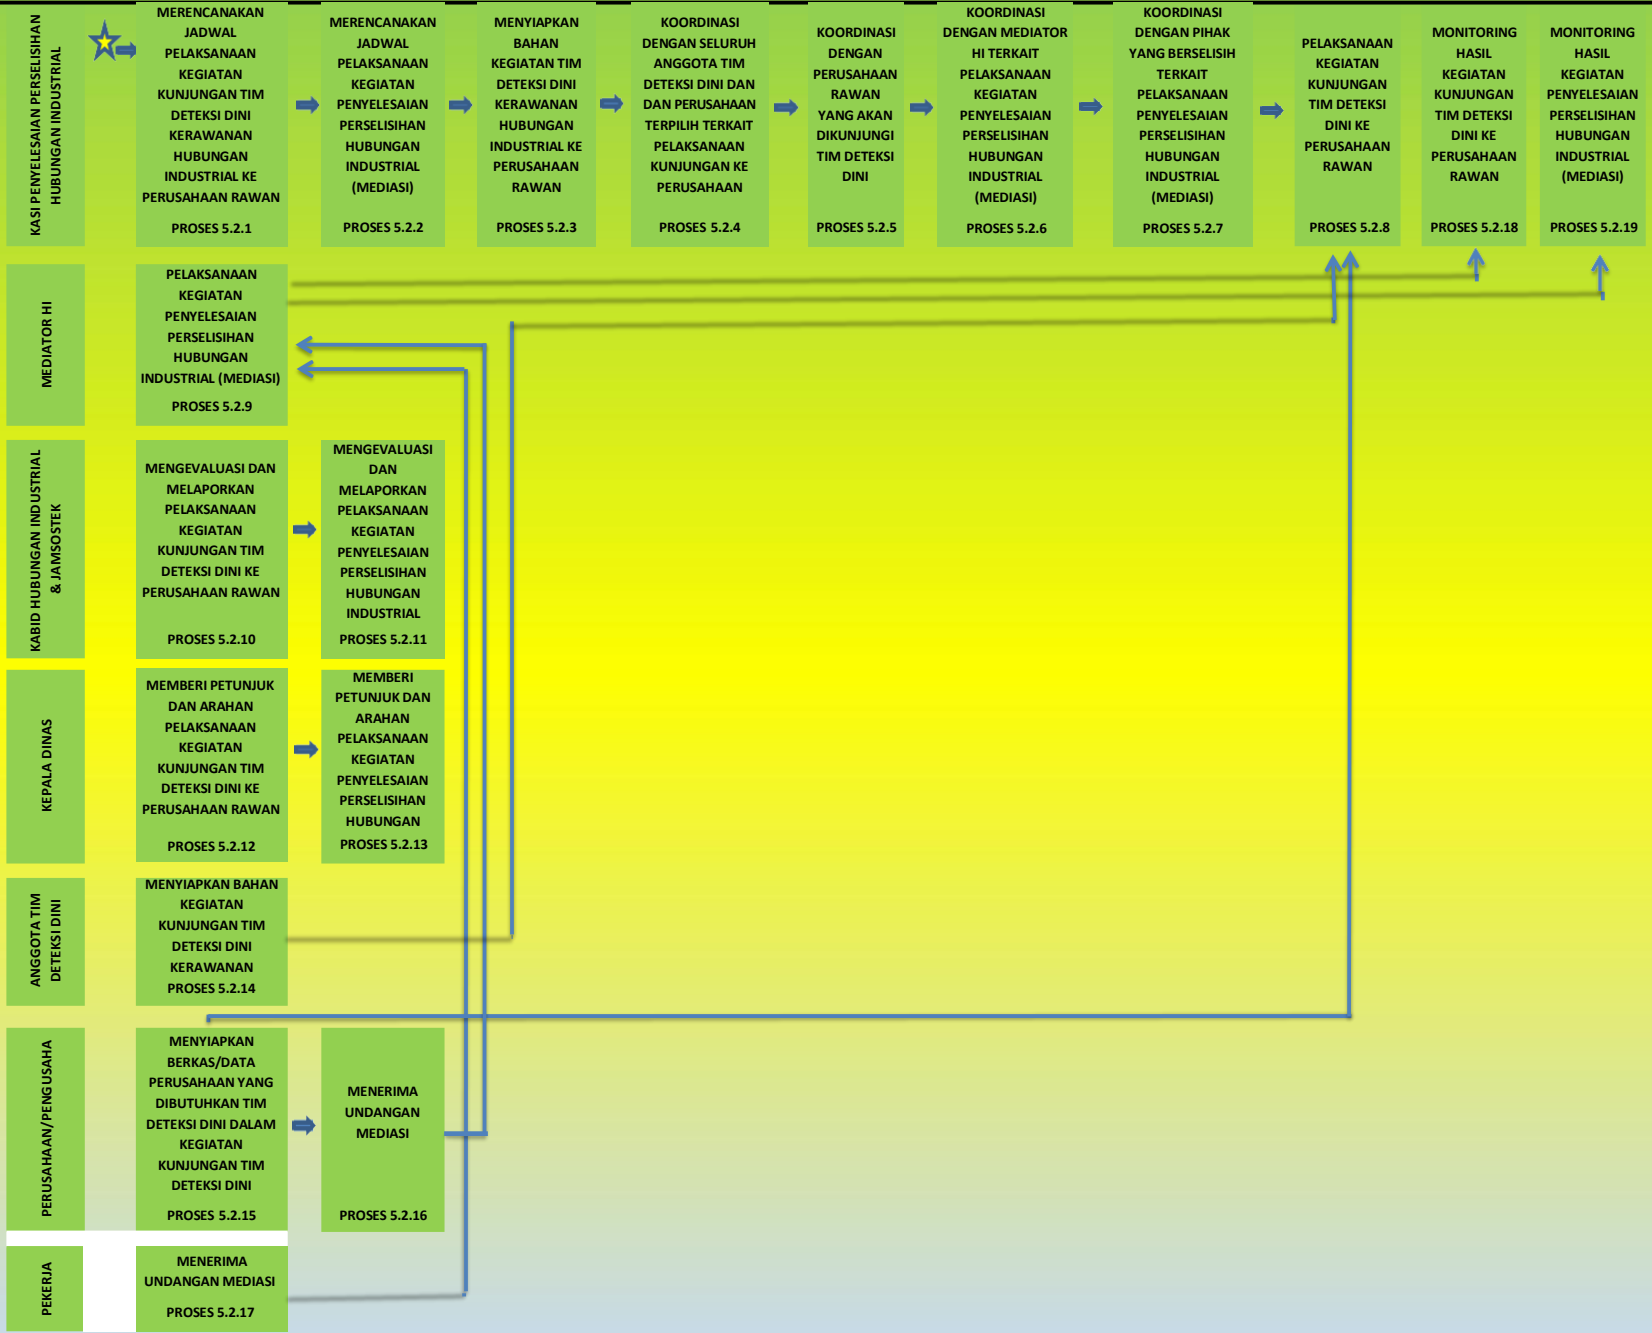 KASI PENYELESAIAN PERSELISIHAN
HUBUNGAN INDUSTRIAL
MERENCANAKAN
JADWAL
PELAKSANAAN
KEGIATAN
KUNJUNGAN TIM
DETEKSI DINI
KERAWANAN
HUBUNGAN
INDUSTRIAL KE
PERUSAHAAN RAWAN
PROSES 5.2.1
MERENCANAKAN
JADWAL
PELAKSANAAN
KEGIATAN
PENYELESAIAN
PERSELISIHAN
HUBUNGAN
INDUSTRIAL
(MEDIASI)
PROSES 5.2.2
MENYIAPKAN
BAHAN
KEGIATAN TIM
DETEKSI DINI
KERAWANAN
HUBUNGAN
INDUSTRIAL KE
PERUSAHAAN
RAWAN
PROSES 5.2.3
KOORDINASI
DENGAN SELURUH
ANGGOTA TIM
DETEKSI DINI DAN
DAN PERUSAHAAN
TERPILIH TERKAIT
PELAKSANAAN
KUNJUNGAN KE
PERUSAHAAN
PROSES 5.2.4
KOORDINASI
DENGAN
PERUSAHAAN
RAWAN
YANG AKAN
DIKUNJUNGI
TIM DETEKSI
DINI
PROSES 5.2.5
KOORDINASI
DENGAN MEDIATOR
HI TERKAIT
PELAKSANAAN
KEGIATAN
PENYELESAIAN
PERSELISIHAN
HUBUNGAN
INDUSTRIAL
(MEDIASI)
PROSES 5.2.6
KOORDINASI
DENGAN PIHAK
YANG BERSELISIH
TERKAIT
PELAKSANAAN
PENYELESAIAN
PERSELISIHAN
HUBUNGAN
INDUSTRIAL
(MEDIASI)
PROSES 5.2.7
PELAKSANAAN
KEGIATAN
KUNJUNGAN
TIM DETEKSI
DINI KE
PERUSAHAAN
RAWAN
PROSES 5.2.8
MONITORING
HASIL
KEGIATAN
KUNJUNGAN
TIM DETEKSI
DINI KE
PERUSAHAAN
RAWAN
PROSES 5.2.18
MONITORING
HASIL
KEGIATAN
PENYELESAIAN
PERSELISIHAN
HUBUNGAN
INDUSTRIAL
(MEDIASI)
PROSES 5.2.19
MEDIATOR HI
PELAKSANAAN
KEGIATAN
PENYELESAIAN
PERSELISIHAN
HUBUNGAN
INDUSTRIAL (MEDIASI)
PROSES 5.2.9
KABID HUBUNGAN INDUSTRIAL
& JAMSOSTEK
MENGEVALUASI DAN
MELAPORKAN
PELAKSANAAN
KEGIATAN
KUNJUNGAN TIM
DETEKSI DINI KE
PERUSAHAAN RAWAN
PROSES 5.2.10
MENGEVALUASI
DAN
MELAPORKAN
PELAKSANAAN
KEGIATAN
PENYELESAIAN
PERSELISIHAN
HUBUNGAN
INDUSTRIAL
PROSES 5.2.11
KEPALA DINAS
MEMBERI PETUNJUK
DAN ARAHAN
PELAKSANAAN
KEGIATAN
KUNJUNGAN TIM
DETEKSI DINI KE
PERUSAHAAN RAWAN
PROSES 5.2.12
MEMBERI
PETUNJUK DAN
ARAHAN
PELAKSANAAN
KEGIATAN
PENYELESAIAN
PERSELISIHAN
HUBUNGAN
PROSES 5.2.13
ANGGOTA TIM
DETEKSI DINI
MENYIAPKAN BAHAN
KEGIATAN
KUNJUNGAN TIM
DETEKSI DINI
KERAWANAN
PROSES 5.2.14
PERUSAHAAN/PENGUSAHA
MENYIAPKAN
BERKAS/DATA
PERUSAHAAN YANG
DIBUTUHKAN TIM
DETEKSI DINI DALAM
KEGIATAN
KUNJUNGAN TIM
DETEKSI DINI
PROSES 5.2.15
MENERIMA
UNDANGAN
MEDIASI
PROSES 5.2.16
PEKERJA
MENERIMA
UNDANGAN MEDIASI
PROSES 5.2.17